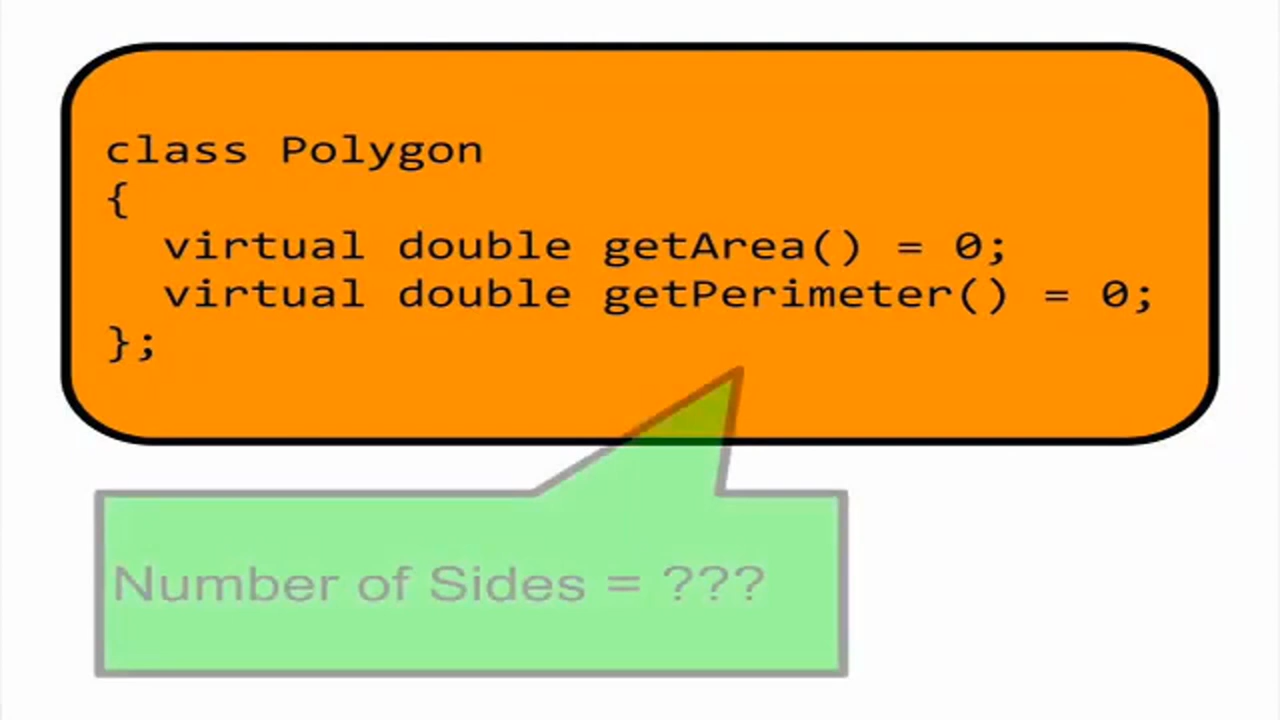 class Polygon
{
  virtual double getArea() = 0;
  virtual double getPerimeter() = 0;
};
Number of Sides = ???